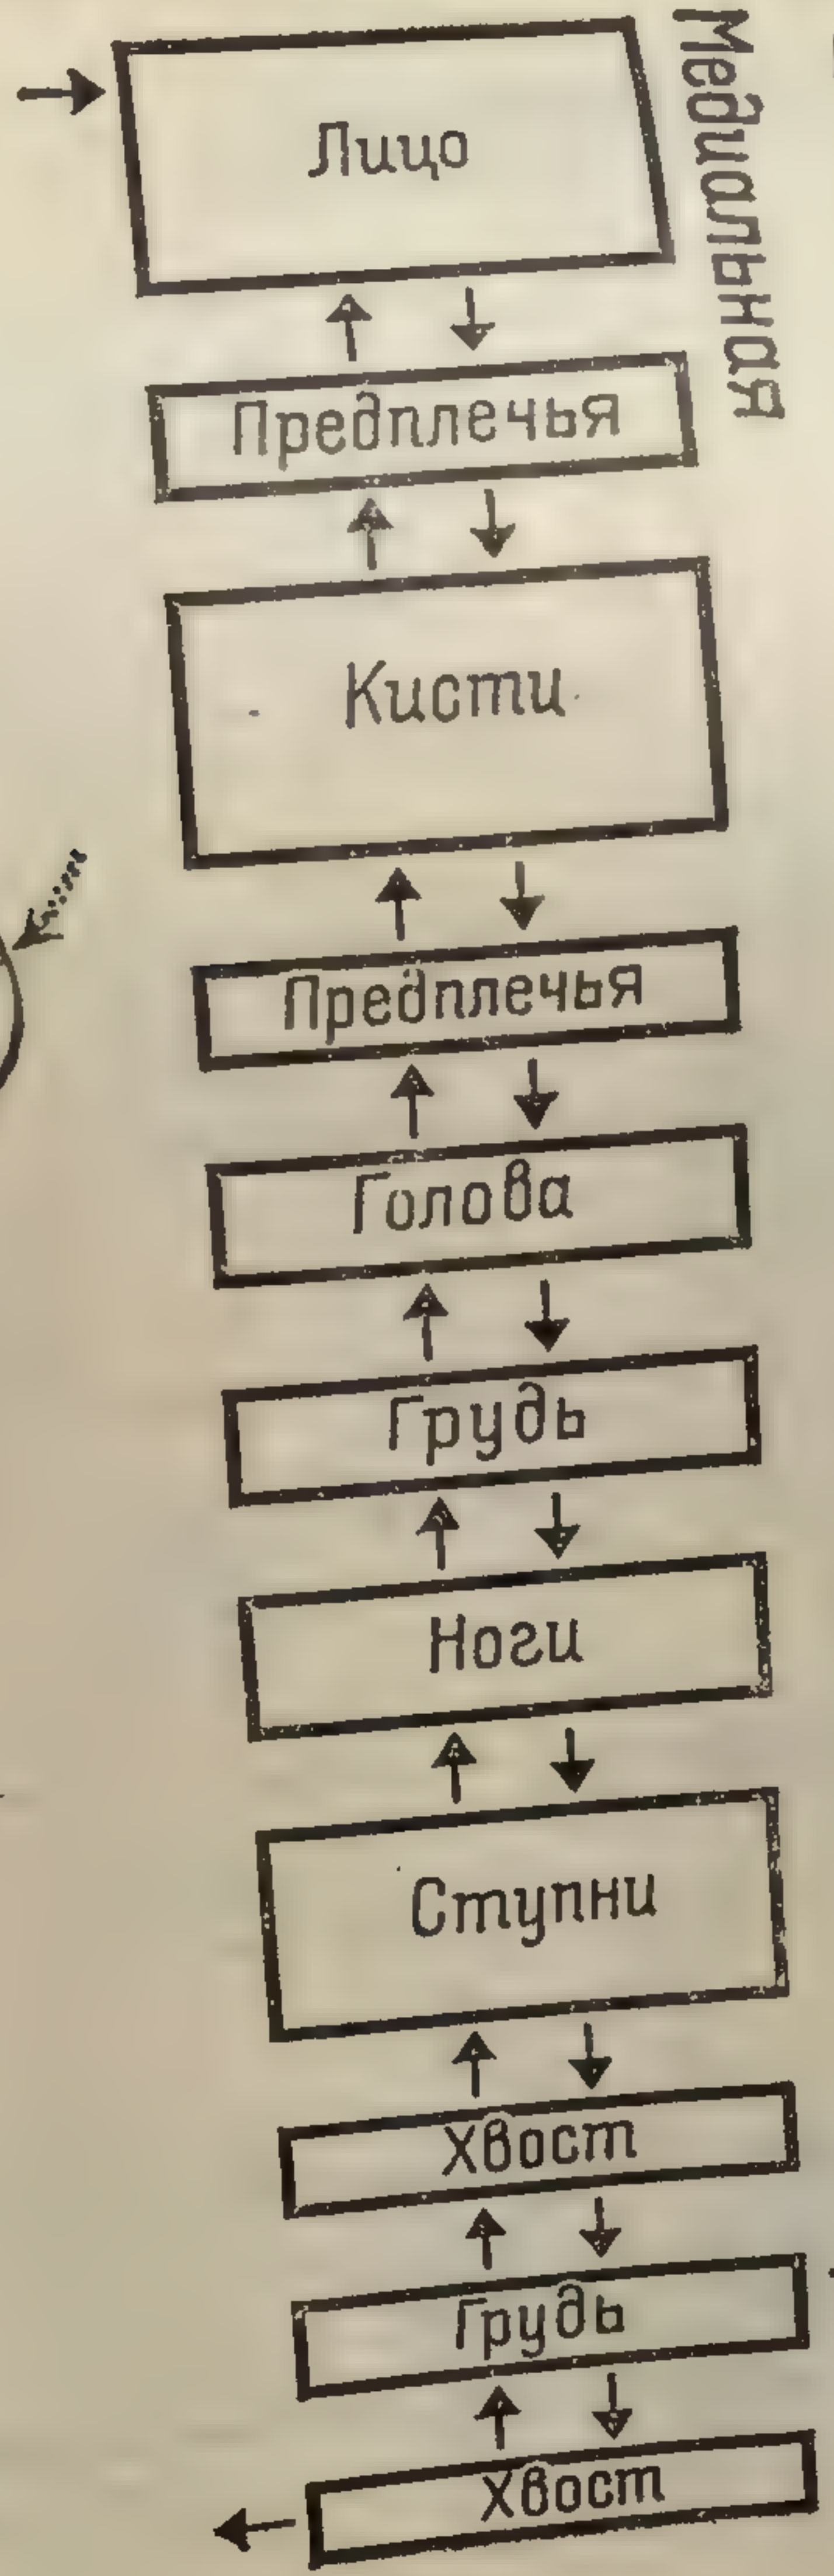 Медиальная
Лицо
Предплечья
Кисти
Предплечья
Голова
Грудь
Ноги
Ступни
Хвост
Грудь
Хвост